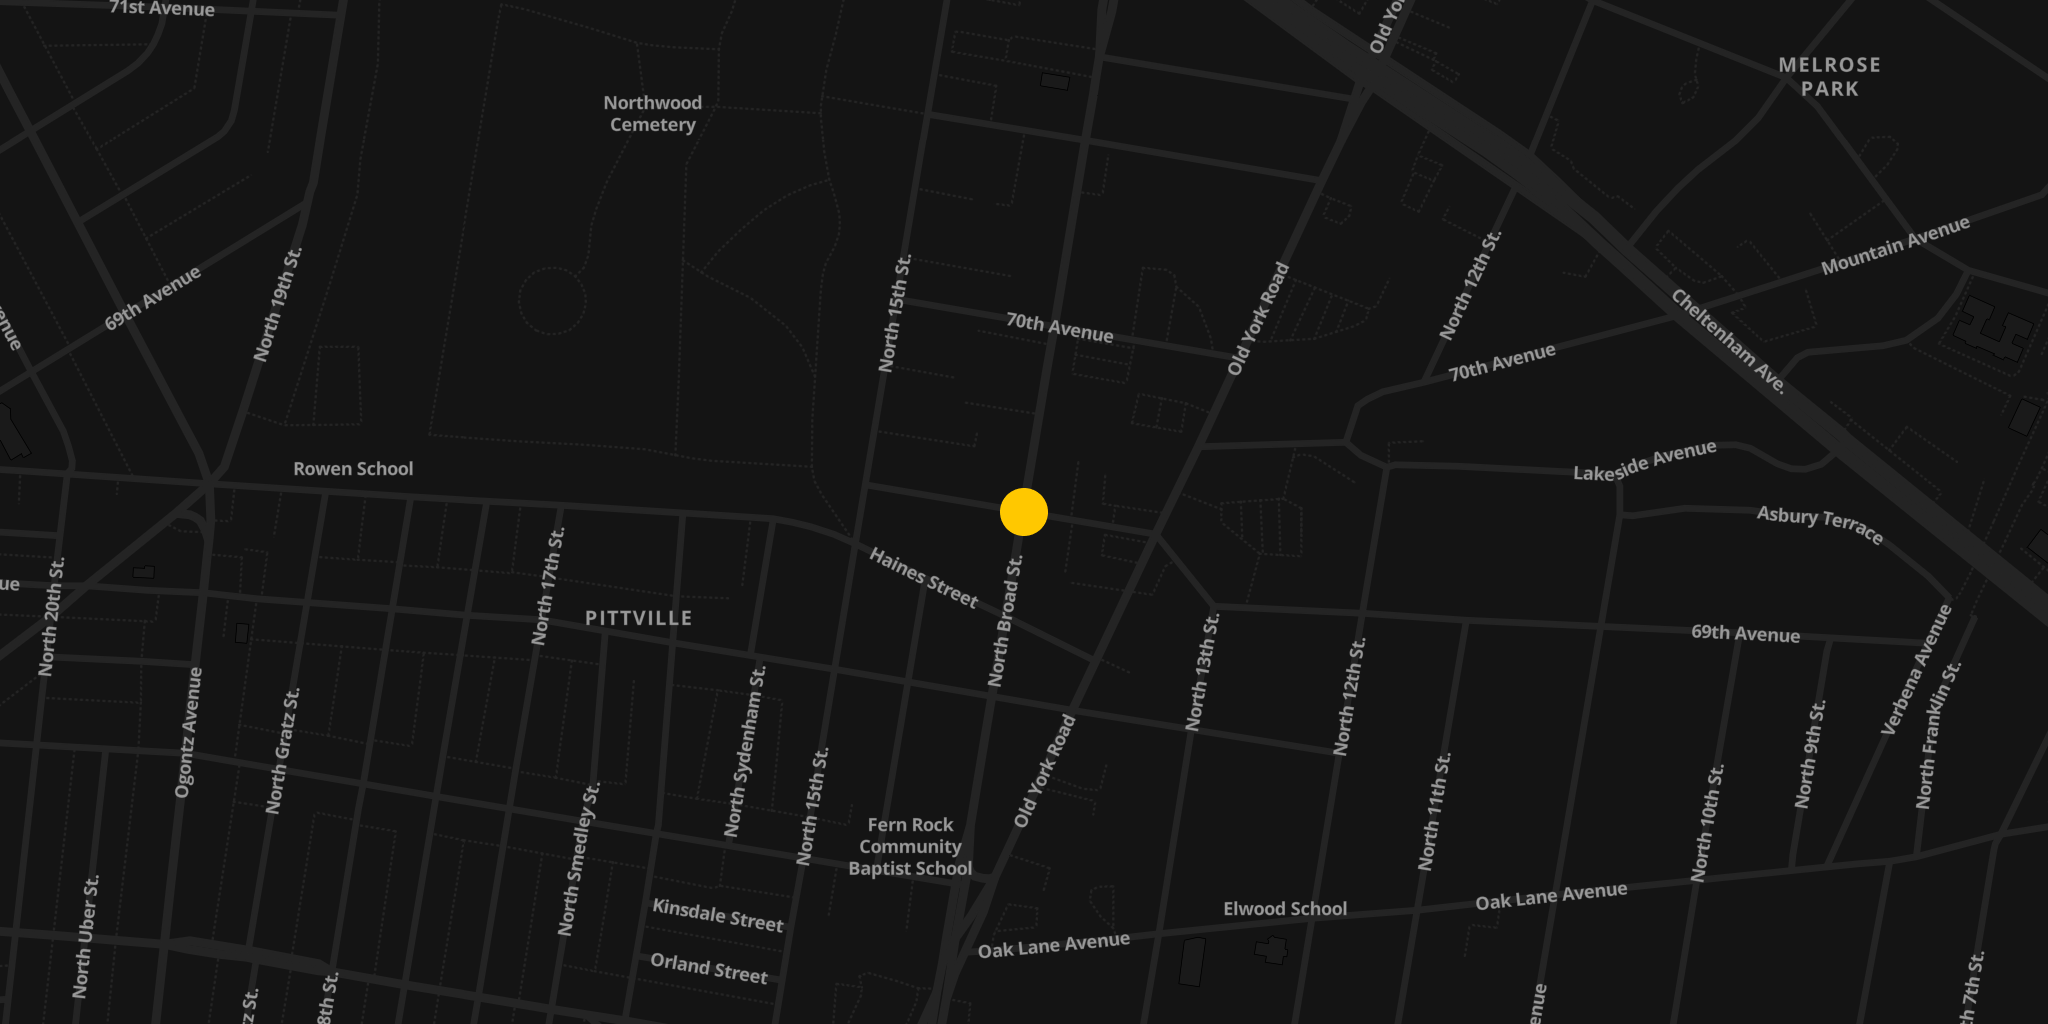 71st Avenue
Old Yo
MELROSE
PARK
Northwood
Cemetery
69th Avenue
North 19th St.
North 15th St.
70th Avenue
Old York Road
North 12th St.
70th Avenue
Mountain Avenue
Cheltenham Ave.
enue
Rowen School
Lakeside Avenue
Asbury Terrace
Haines Street
North Broad St.
North 17th St.
PITTVILLE
North 20th St.
ue
North 13th St.
North 12th St.
69th Avenue
Verbena Avenue
North Franklin St.
North 9th St.
North 10th St.
North 11th St.
Ogontz Avenue
North Gratz St.
North Sydenham St.
North 15th St.
North Smedley St.
Old York Road
Fern Rock
Community
Baptist School
North Uber St.
Kinsdale Street
Orland Street
Elwood School
Oak Lane Avenue
Oak Lane Avenue
tz St.
8th St.
enue
th 7th St.